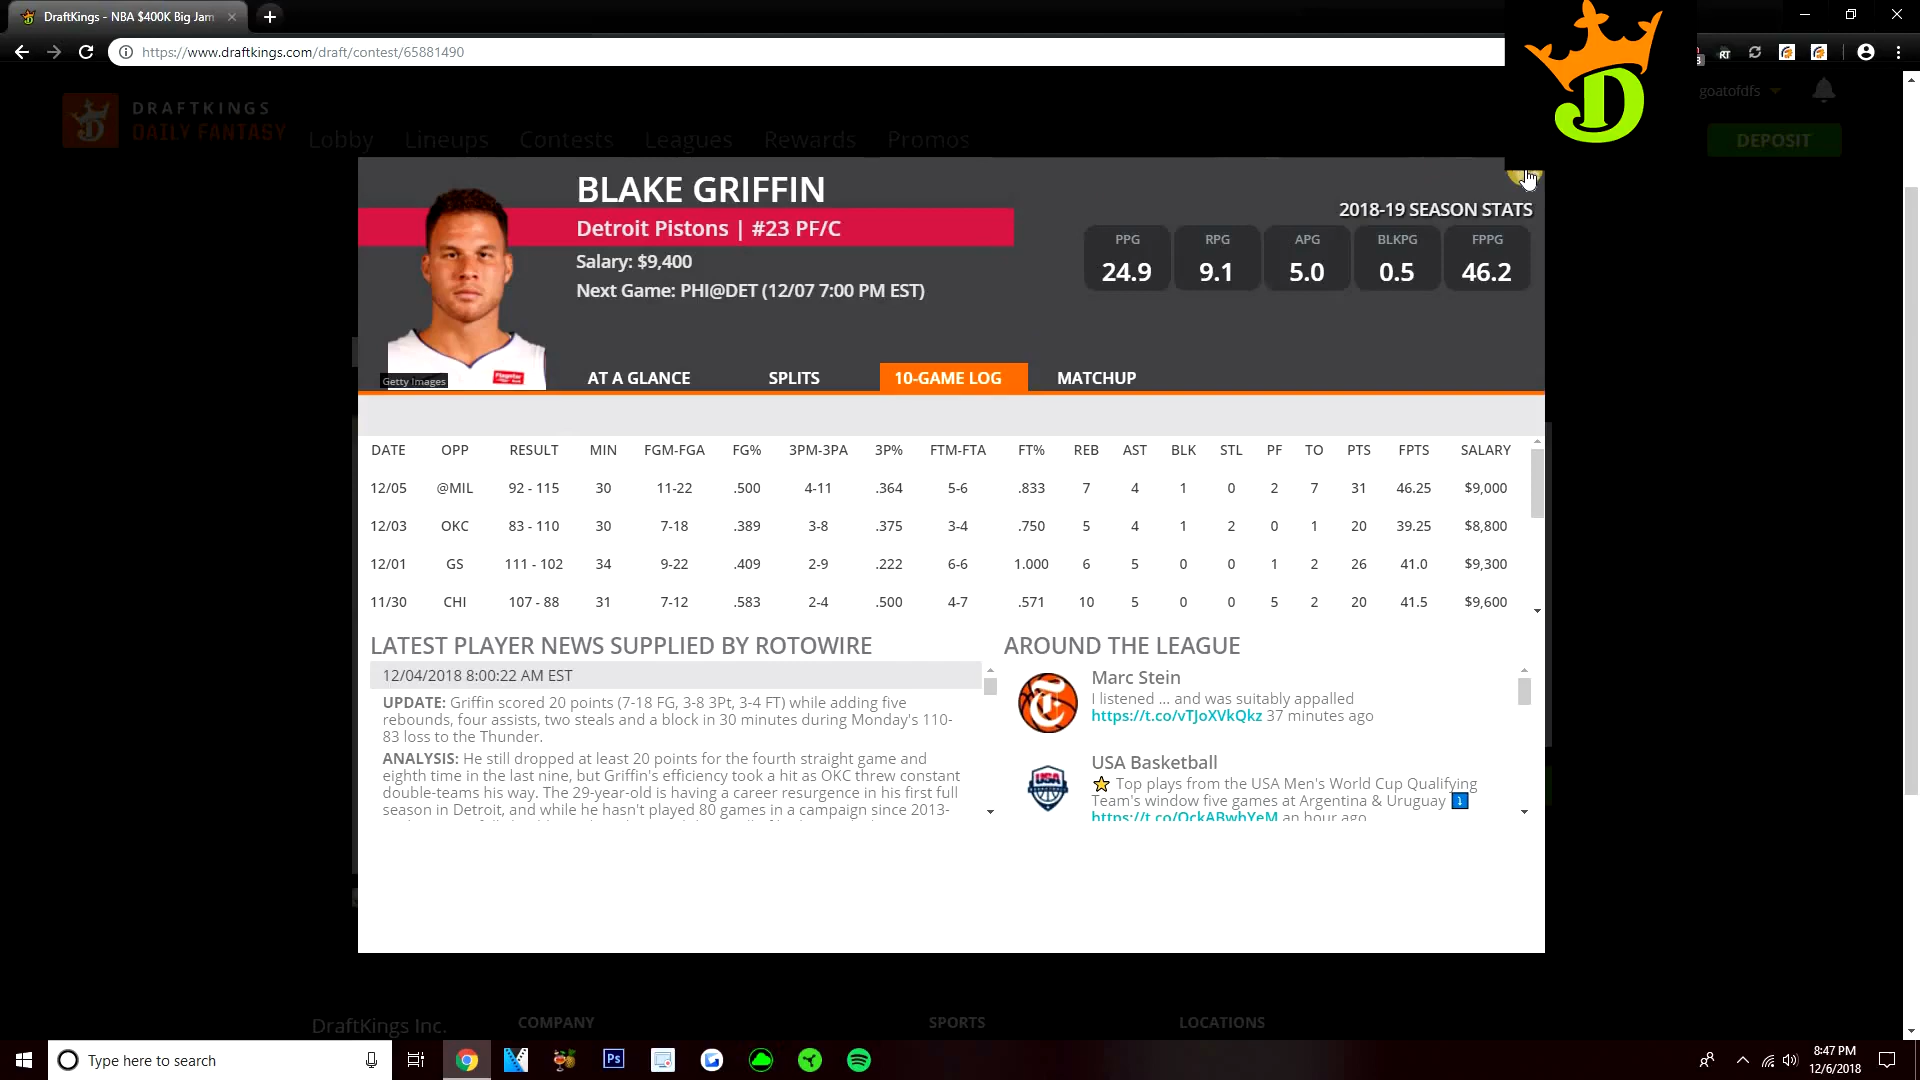 DraftKings - NBA $400K Big Jam
https://www.draftkings.com/draft/contest/65881490
RT
DRAFTKINGS
DAILY FANTASY
Lobby Lineups Contests Leagues Rewards Promos
goatofdfs
DEPOSIT
D
BLAKE GRIFFIN
Detroit Pistons | #23 PF/C
Salary: $9,400
Next Game: PHI@DET (12/07 7:00 PM EST)
2018-19 SEASON STATS
PPG RPG APG BLKPG FPPG
24.9 9.1 5.0 0.5 46.2
Getty Images
AT A GLANCE SPLITS 10-GAME LOG MATCHUP
DATE OPP RESULT MIN FGM-FGA FG% 3PM-3PA 3P% FTM-FTA FT% REB AST BLK STL PF TO PTS FPTS SALARY
12/05 @MIL 92 - 115 30 11-22 .500 4-11 .364 5-6 .833 7 4 1 0 2 7 31 46.25 $9,000
12/03 OKC 83 - 110 30 7-18 .389 3-8 .375 3-4 .750 5 4 1 2 0 1 20 39.25 $8,800
12/01 GS 111 - 102 34 9-22 .409 2-9 .222 6-6 1.000 6 5 0 0 1 2 26 41.0 $9,300
11/30 CHI 107 - 88 31 7-12 .583 2-4 .500 4-7 .571 10 5 0 0 5 2 20 41.5 $9,600
LATEST PLAYER NEWS SUPPLIED BY ROTOWIRE
12/04/2018 8:00:22 AM EST
UPDATE: Griffin scored 20 points (7-18 FG, 3-8 3Pt, 3-4 FT) while adding five
rebounds, four assists, two steals and a block in 30 minutes during Monday's 110-
83 loss to the Thunder.
ANALYSIS: He still dropped at least 20 points for the fourth straight game and
eighth time in the last nine, but Griffin's efficiency took a hit as OKC threw constant
double-teams his way. The 29-year-old is having a career resurgence in his first full
season in Detroit, and while he hasn't played 80 games in a campaign since 2013-
AROUND THE LEAGUE
Marc Stein
I listened ... and was suitably appalled
https://t.co/vTJoXVkQkz 37 minutes ago
USA Basketball
⭐ Top plays from the USA Men's World Cup Qualifying
Team's window five games at Argentina & Uruguay ⤵
https://t.co/OckABwbYeM an hour ago
DraftKings Inc. COMPANY SPORTS LOCATIONS
Type here to search
Ps
8:47 PM
12/6/2018